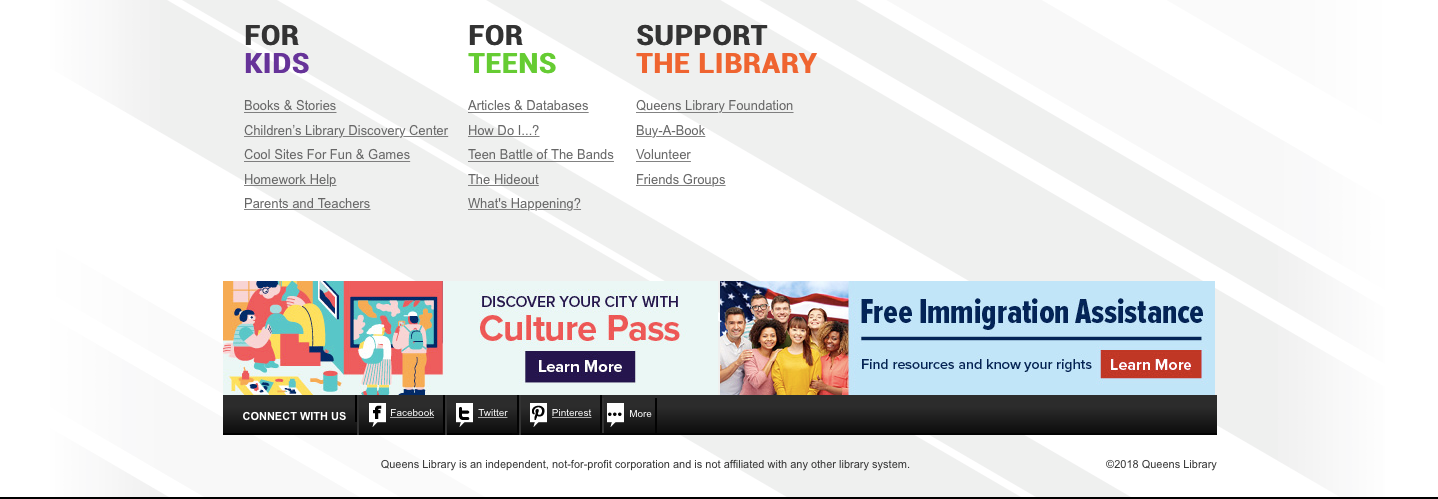 FOR
KIDS
Books & Stories
Children's Library Discovery Center
Cool Sites For Fun & Games
Homework Help
Parents and Teachers
FOR
TEENS
Articles & Databases
How Do I...?
Teen Battle of The Bands
The Hideout
What's Happening?
SUPPORT
THE LIBRARY
Queens Library Foundation
Buy-A-Book
Volunteer
Friends Groups
DISCOVER YOUR CITY WITH
Culture Pass
Learn More
Free Immigration Assistance
Find resources and know your rights Learn More
CONNECT WITH US Facebook Twitter Pinterest More
Queens Library is an independent, not-for-profit corporation and is not affiliated with any other library system. ©2018 Queens Library